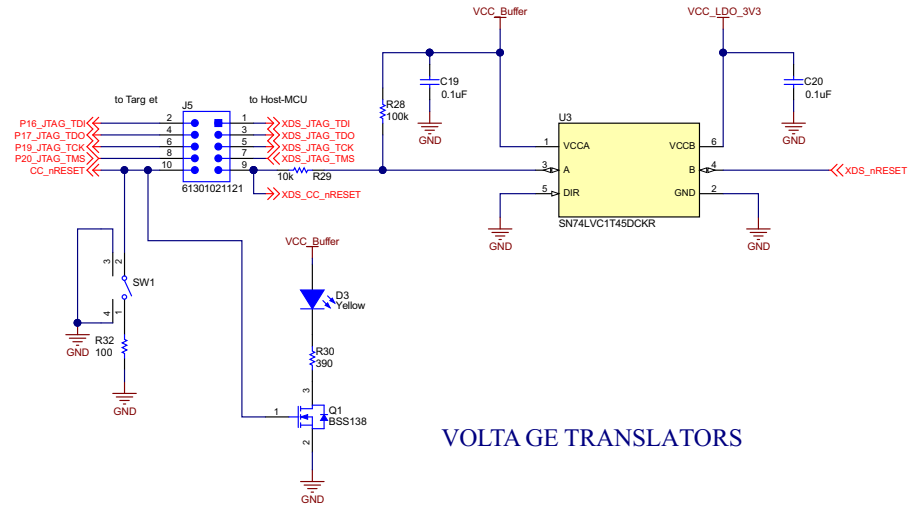 VCC_Buffer
VCC_LDO_3V3
C19
0.1uF
C20
0.1uF
to Targ et
J5
to Host-MCU
R28
100k
U3
P16_JTAG_TDI
2
1
XDS_JTAG_TDI
P17_JTAG_TDO
4
3
XDS_JTAG_TDO
P19_JTAG_TCK
6
5
XDS_JTAG_TCK
P20_JTAG_TMS
8
7
XDS_JTAG_TMS
CC_nRESET
10
9
61301021121
10k
R29
XDS_CC_nRESET
1
VCCA
VCCB
6
3
A
B
4
XDS_nRESET
5
DIR
GND
2
SN74LVC1T45DCKR
GND
GND
GND
GND
VCC_Buffer
3
2
SW1
4
1
D3
Yellow
R32
100
GND
GND
R30
390
3
1
Q1
BSS138
2
GND
VOLTA GE TRANSLATORS